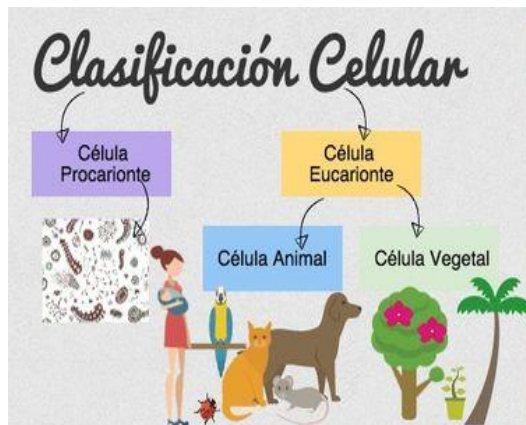 Clasificación Celular
Célula
Procarionte
Célula
Eucarionte
Célula Animal
Célula Vegetal